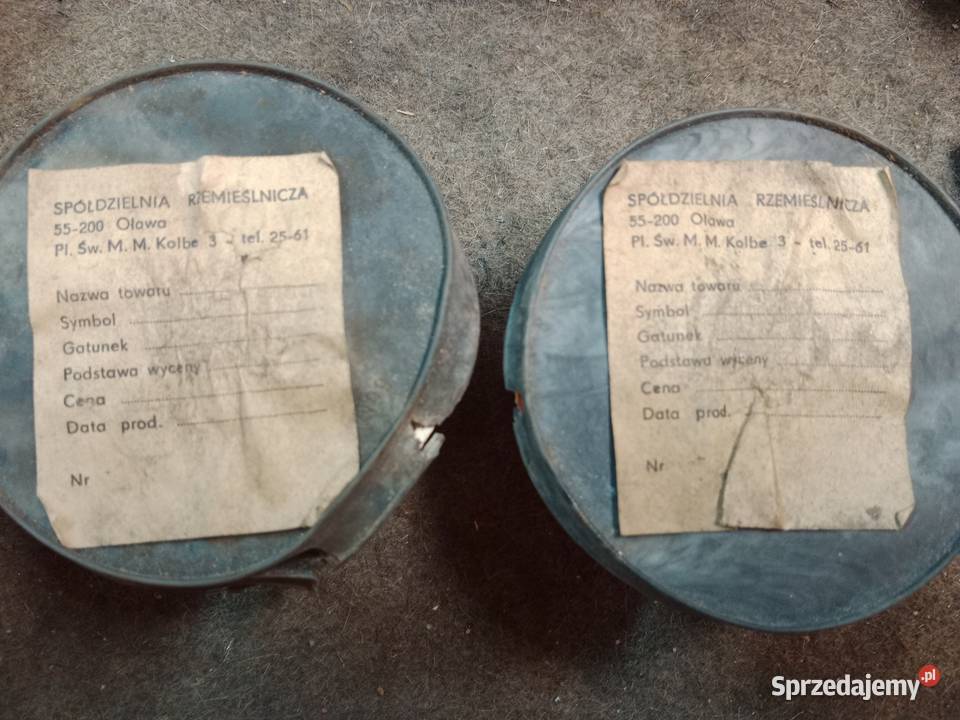 SPÓŁDZIELNIA RZEMIEŚLNICZA
55-200 Oława
Pl. Św. M. M. Kolbe 3 - tel. 25-61
Nazwa towaru
Symbol
Gatunek
Podstawa wyceny
Cena
Data prod.
Nr
SPÓŁDZIELNIA RZEMIEŚLNICZA
55-200 Oława
Pl. Św. M. M. Kolbe 3 - tel. 25-61
Nazwa towaru
Symbol
Gatunek
Podstawa wyceny
Cena
Data prod.
Nr
Sprzedajemy.pl